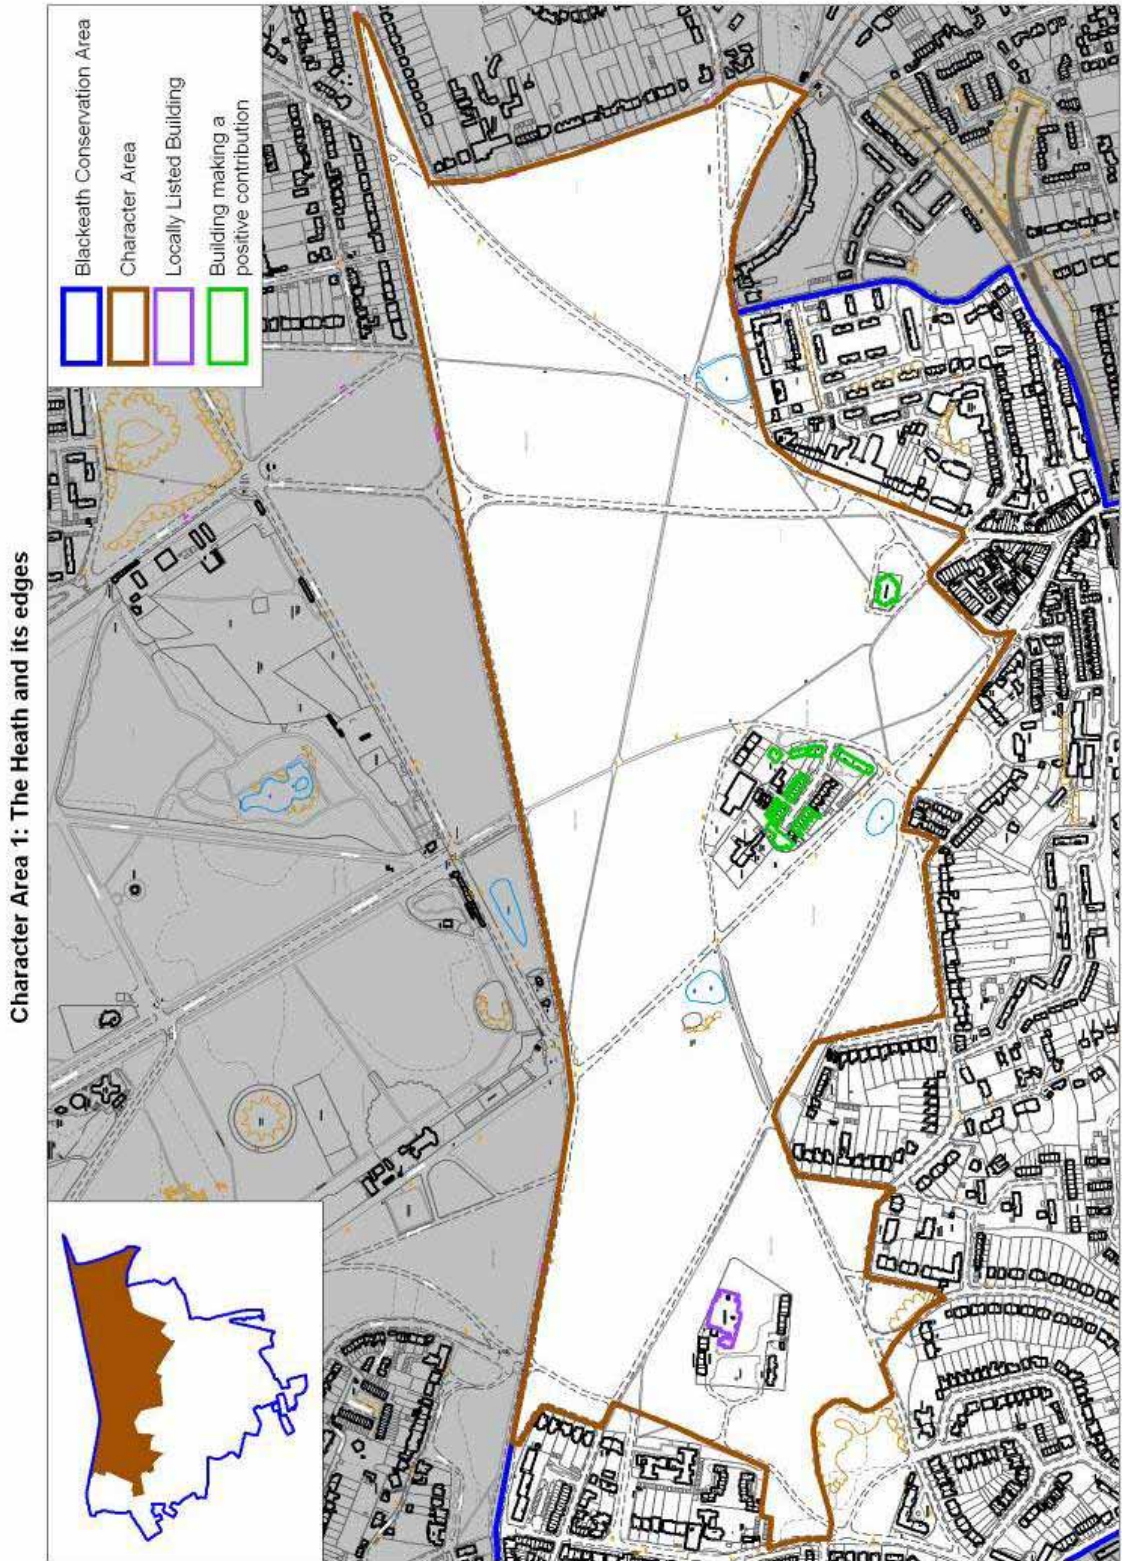 Character Area 1: The Heath and its edges
Blackeath Conservation Area
Character Area
Locally Listed Building
Building making a
positive contribution